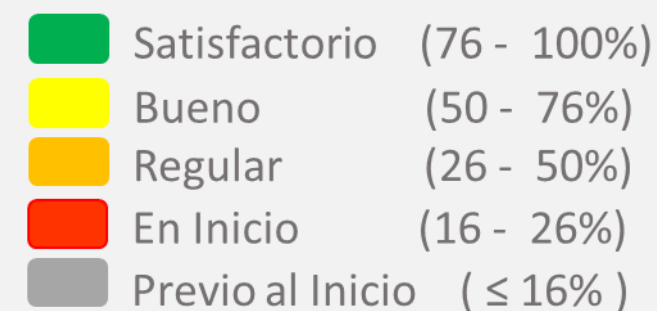 Satisfactorio (76 - 100%)
Bueno (50 - 76%)
Regular (26 - 50%)
En Inicio (16 - 26%)
Previo al Inicio ( ≤ 16% )